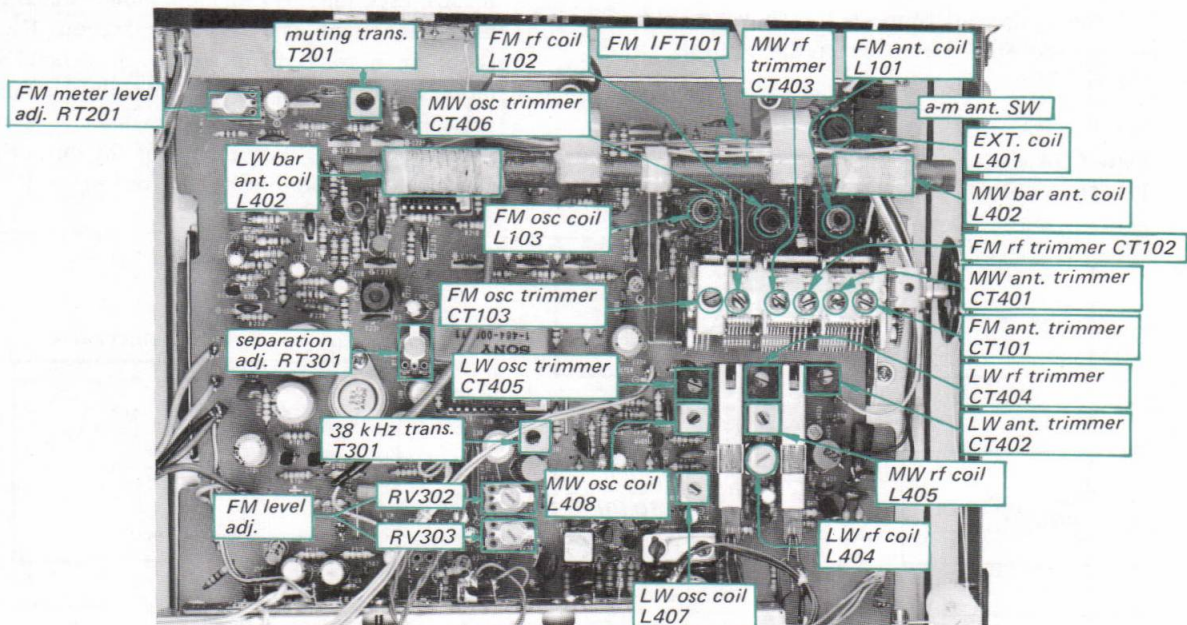 muting trans.
T201
FM rf coil
L102
FM IFT101
MW rf
trimmer
CT403
FM ant. coil
L101
FM meter level
adj. RT201
MW osc trimmer
CT406
a-m ant. SW
EXT. coil
L401
LW bar
ant. coil
L402
MW bar ant. coil
L402
FM osc coil
L103
FM rf trimmer CT102
MW ant. trimmer
CT401
FM osc trimmer
CT103
FM ant. trimmer
CT101
separation
adj. RT301
SONY
LW osc trimmer
CT405
LW rf trimmer
CT404
LW ant. trimmer
CT402
38 kHz trans.
T301
MW osc coil
L408
MW rf coil
L405
FM level
adj.
RV302
RV303
LW rf coil
L404
LW osc coil
L407